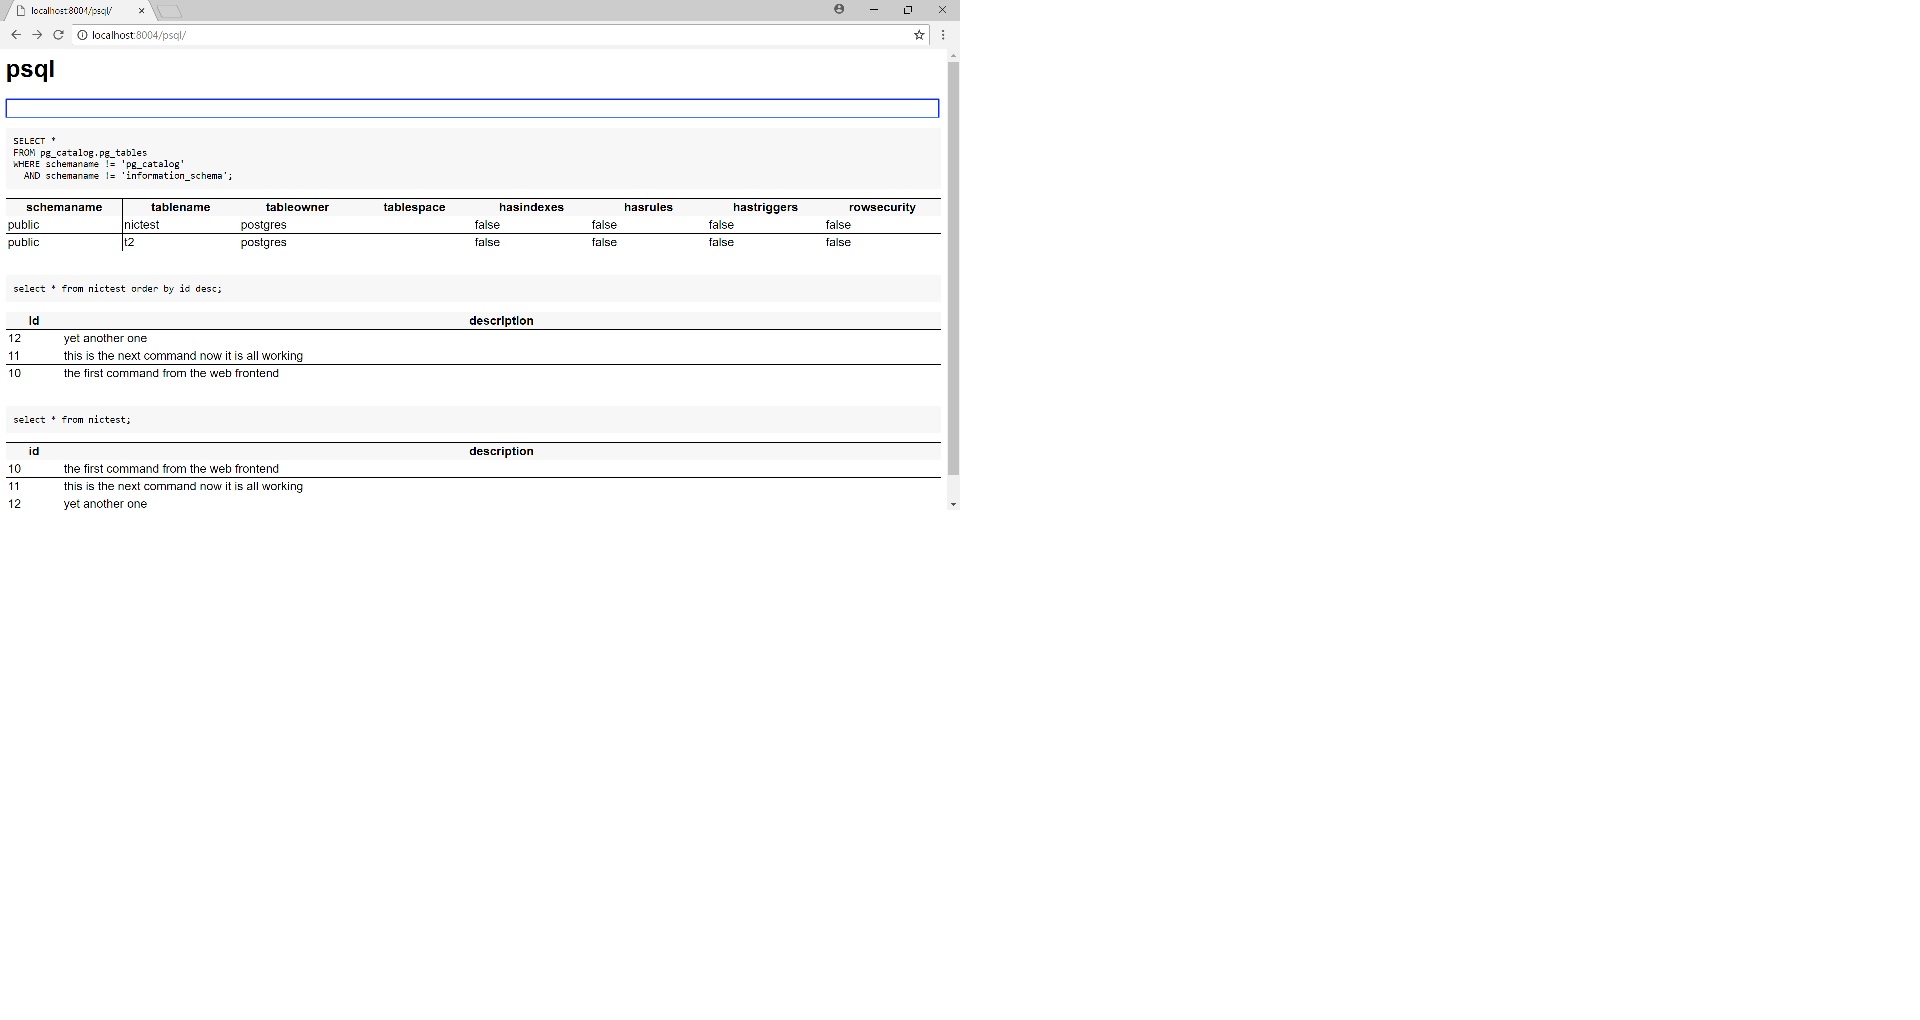 localhost:8004/psql/
localhost:8004/psql/
psql
SELECT *
FROM pg_catalog.pg_tables
WHERE schemaname != 'pg_catalog'
AND schemaname != 'information_schema';
schemaname tablename tableowner tablespace hasindexes hasrules hastriggers rowsecurity
public nictest postgres false false false false
public t2 postgres false false false false
select * from nictest order by id desc;
id description
12 yet another one
11 this is the next command now it is all working
10 the first command from the web frontend
select * from nictest;
id description
10 the first command from the web frontend
11 this is the next command now it is all working
12 yet another one